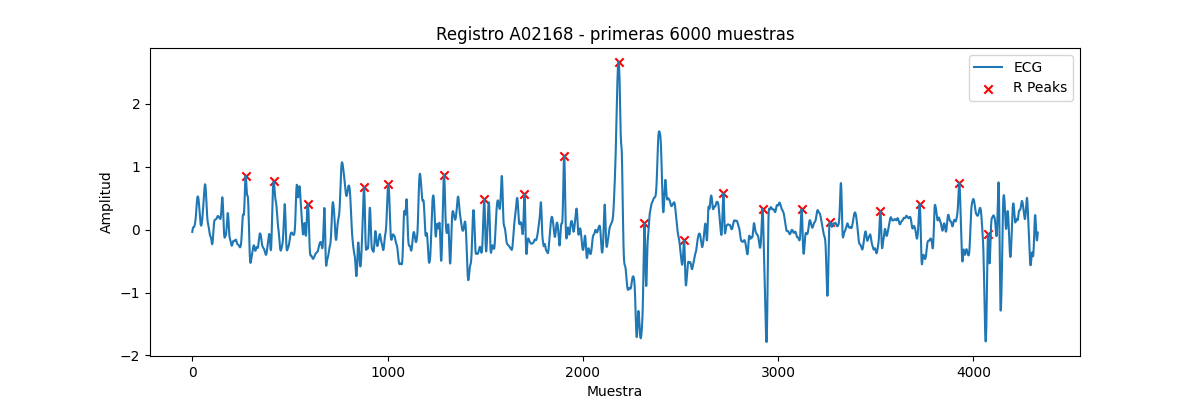 Registro A02168 - primeras 6000 muestras
ECG
R Peaks
Amplitud
2
1
0
−1
−2
0 1000 2000 3000 4000
Muestra